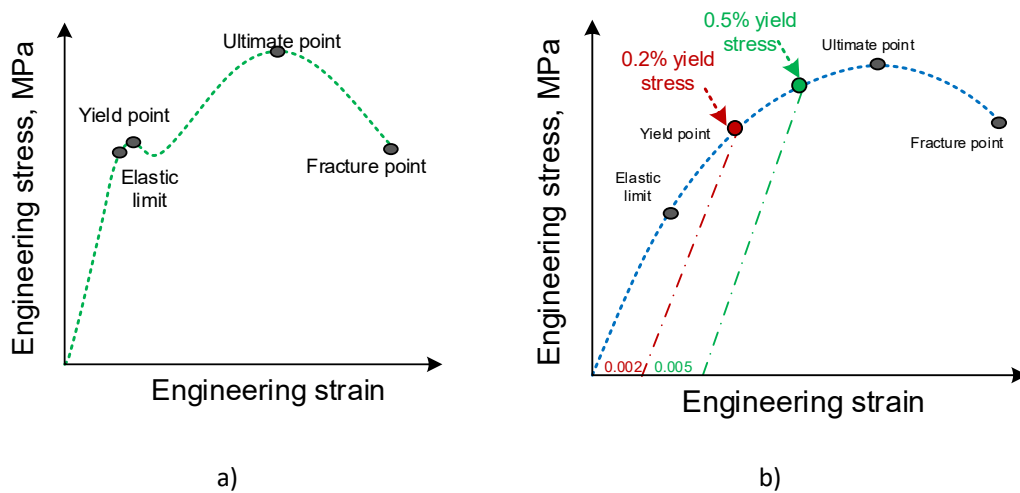 Engineering stress, MPa
Ultimate point
Yield point
Elastic
limit
Fracture point
Engineering strain
a)
Engineering stress, MPa
0.5% yield
stress
0.2% yield
stress
Ultimate point
Yield point
Fracture point
Elastic
limit
0.002
0.005
Engineering strain
b)